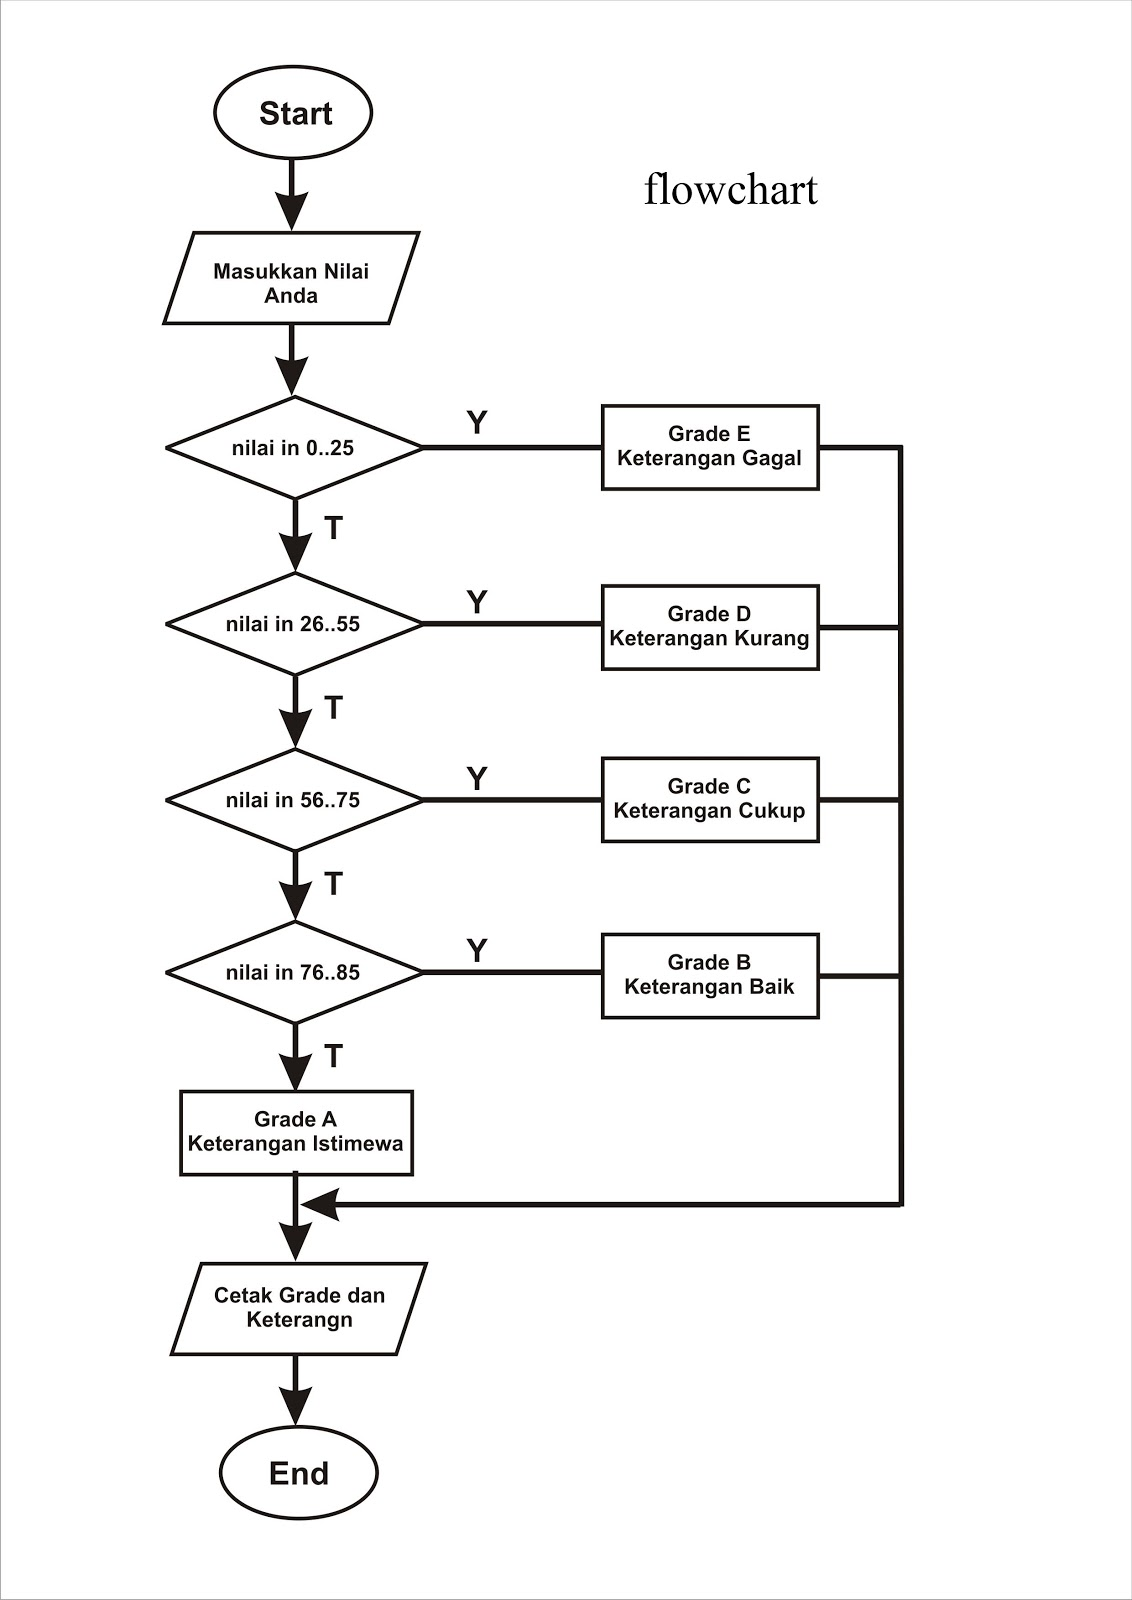 Start
flowchart
Masukkan Nilai
Anda
nilai in 0..25
Y
Grade E
Keterangan Gagal
T
nilai in 26..55
Y
Grade D
Keterangan Kurang
T
nilai in 56..75
Y
Grade C
Keterangan Cukup
T
nilai in 76..85
Y
Grade B
Keterangan Baik
T
Grade A
Keterangan Istimewa
Cetak Grade dan
Keterangn
End